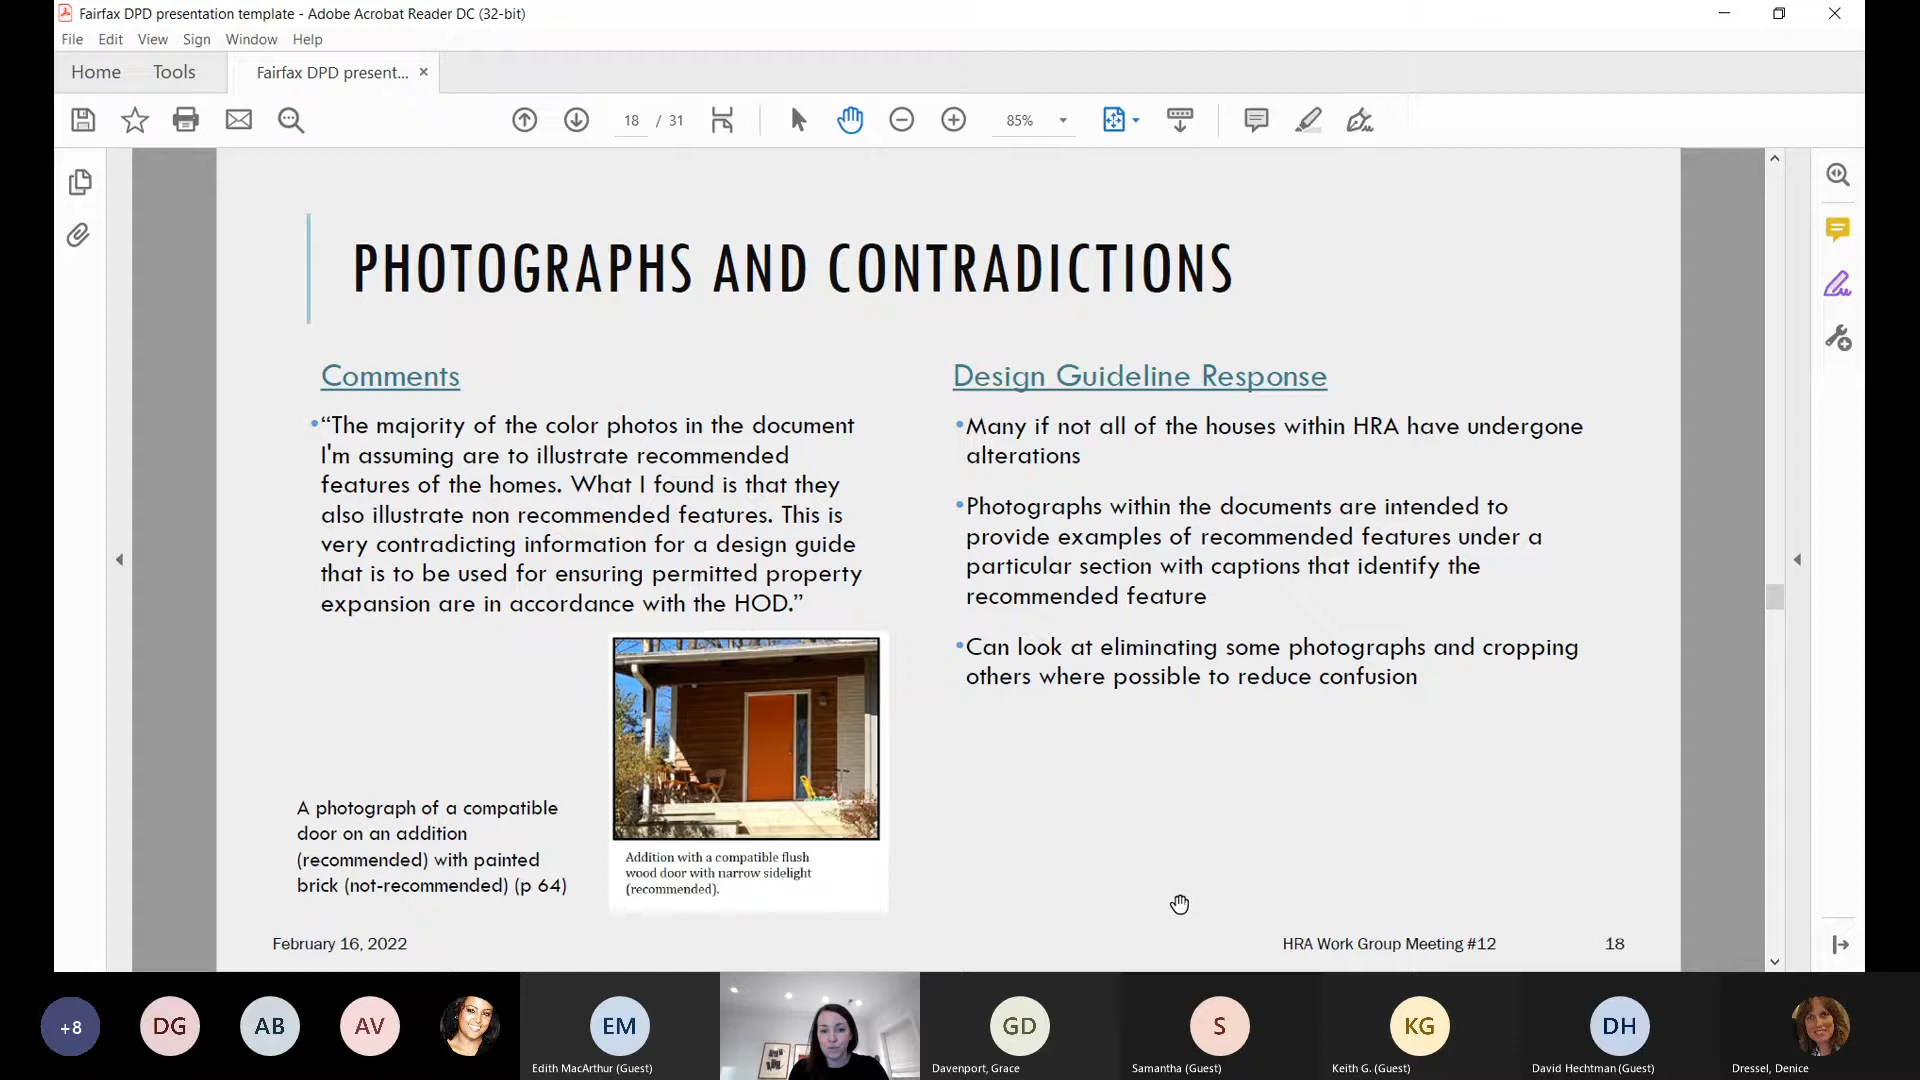 Fairfax DPD presentation template - Adobe Acrobat Reader DC (32-bit)
File Edit View Sign Window Help
Home Tools Fairfax DPD present... ×
18 / 31 85%
PHOTOGRAPHS AND CONTRADICTIONS
Comments
•“The majority of the color photos in the document
I'm assuming are to illustrate recommended
features of the homes. What I found is that they
also illustrate non recommended features. This is
very contradicting information for a design guide
that is to be used for ensuring permitted property
expansion are in accordance with the HOD.”
A photograph of a compatible
door on an addition
(recommended) with painted
brick (not-recommended) (p 64)
Addition with a compatible flush
wood door with narrow sidelight
(recommended).
Design Guideline Response
•Many if not all of the houses within HRA have undergone
alterations
•Photographs within the documents are intended to
provide examples of recommended features under a
particular section with captions that identify the
recommended feature
•Can look at eliminating some photographs and cropping
others where possible to reduce confusion
February 16, 2022
HRA Work Group Meeting #12
18
+8 DG AB AV EM GD S KG DH
Edith MacArthur (Guest)
Davenport, Grace
Samantha (Guest)
Keith G. (Guest)
David Hechtman (Guest)
Dressel, Denice